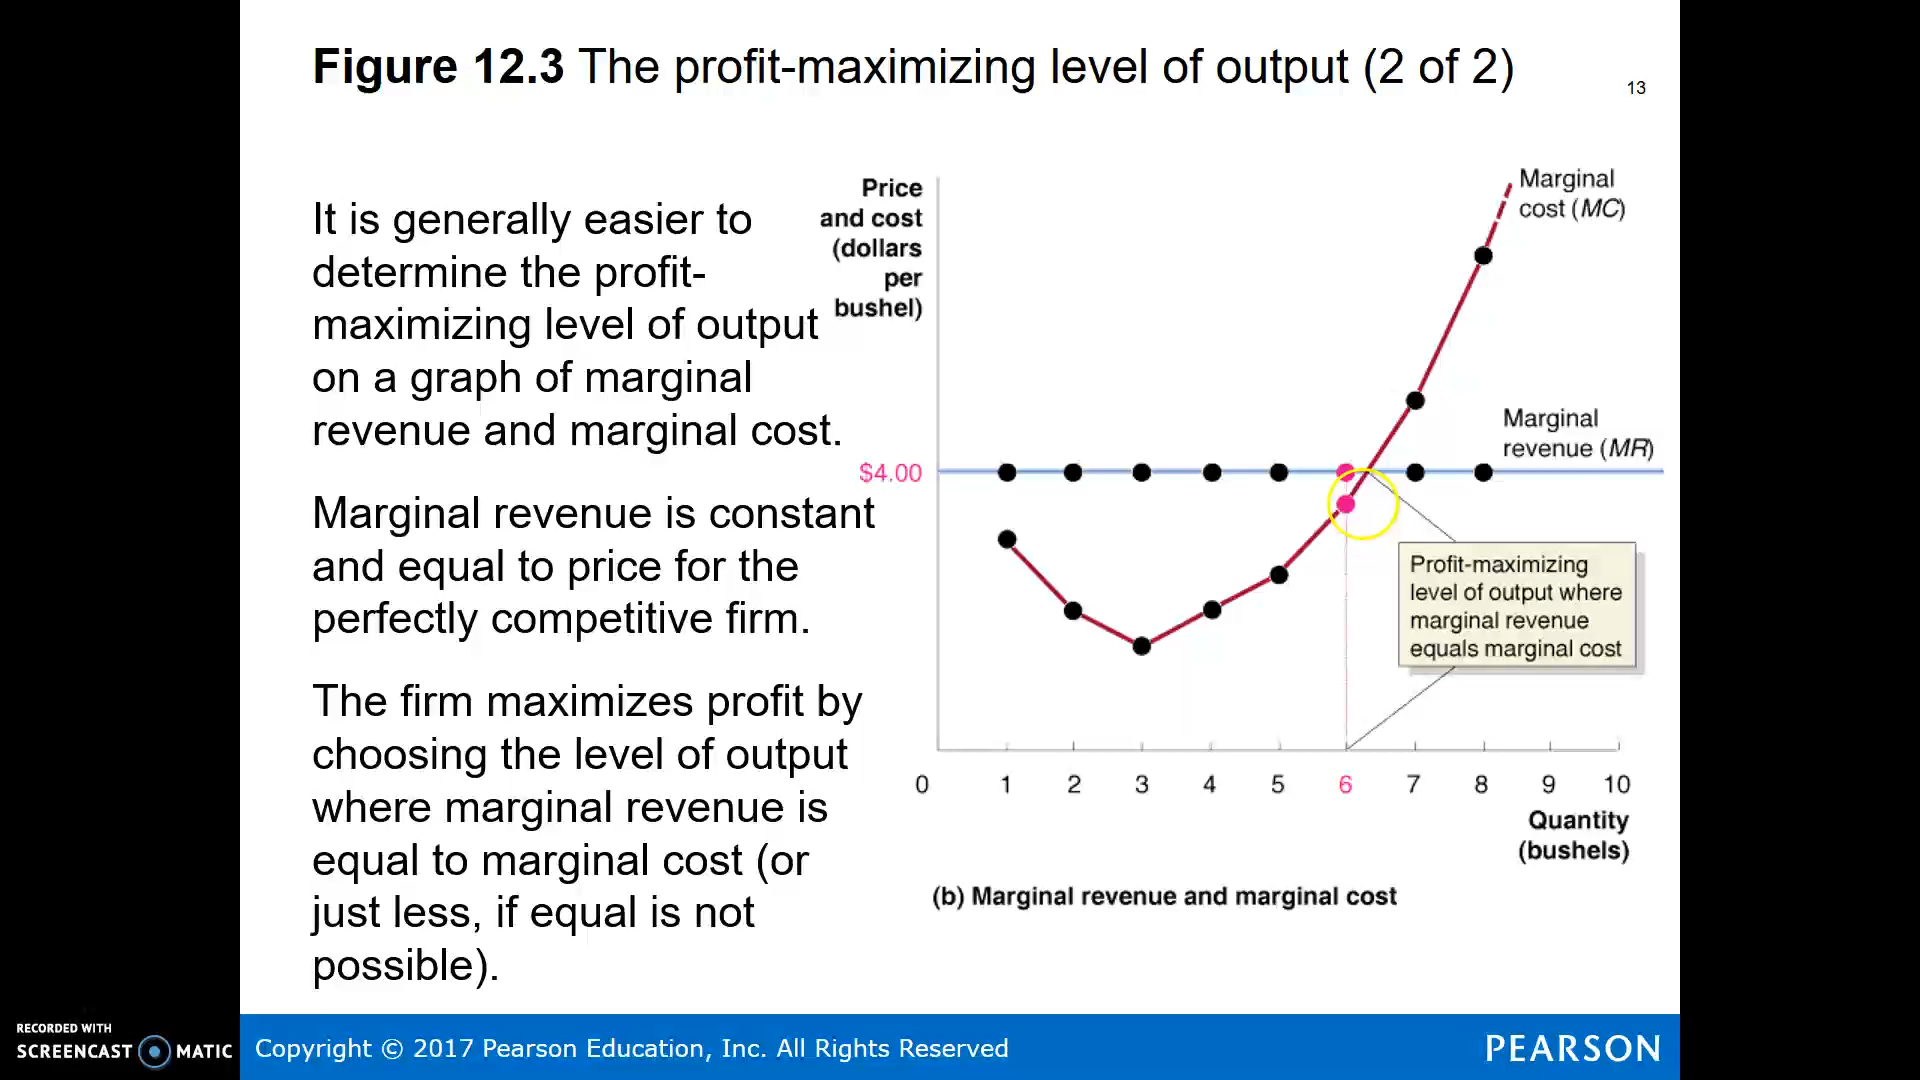 Figure 12.3 The profit-maximizing level of output (2 of 2)
13
It is generally easier to
determine the profit-
maximizing level of output
on a graph of marginal
revenue and marginal cost.
Marginal revenue is constant
and equal to price for the
perfectly competitive firm.
The firm maximizes profit by
choosing the level of output
where marginal revenue is
equal to marginal cost (or
just less, if equal is not
possible).
Price
and cost
(dollars
per
bushel)
Marginal
cost (MC)
Marginal
revenue (MR)
$4.00
Profit-maximizing
level of output where
marginal revenue
equals marginal cost
0 1 2 3 4 5 6 7 8 9 10
Quantity
(bushels)
(b) Marginal revenue and marginal cost
RECORDED WITH
SCREENCAST MATIC
Copyright © 2017 Pearson Education, Inc. All Rights Reserved
PEARSON